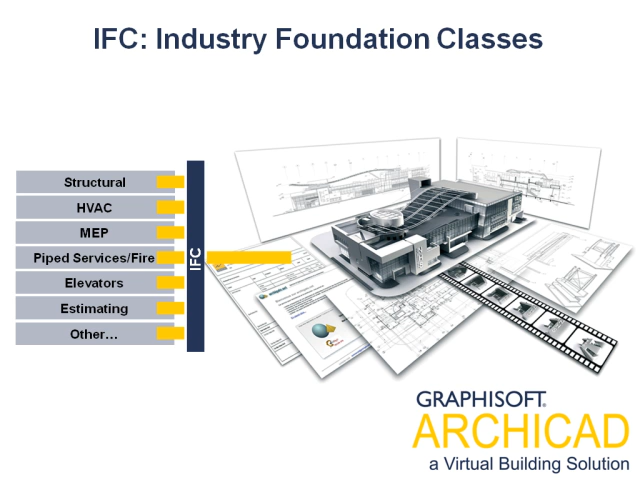 IFC: Industry Foundation Classes
Structural
HVAC
MEP
Piped Services/Fire
Elevators
Estimating
Other…
IFC
GRAPHISOFT®
ARCHICAD
a Virtual Building Solution